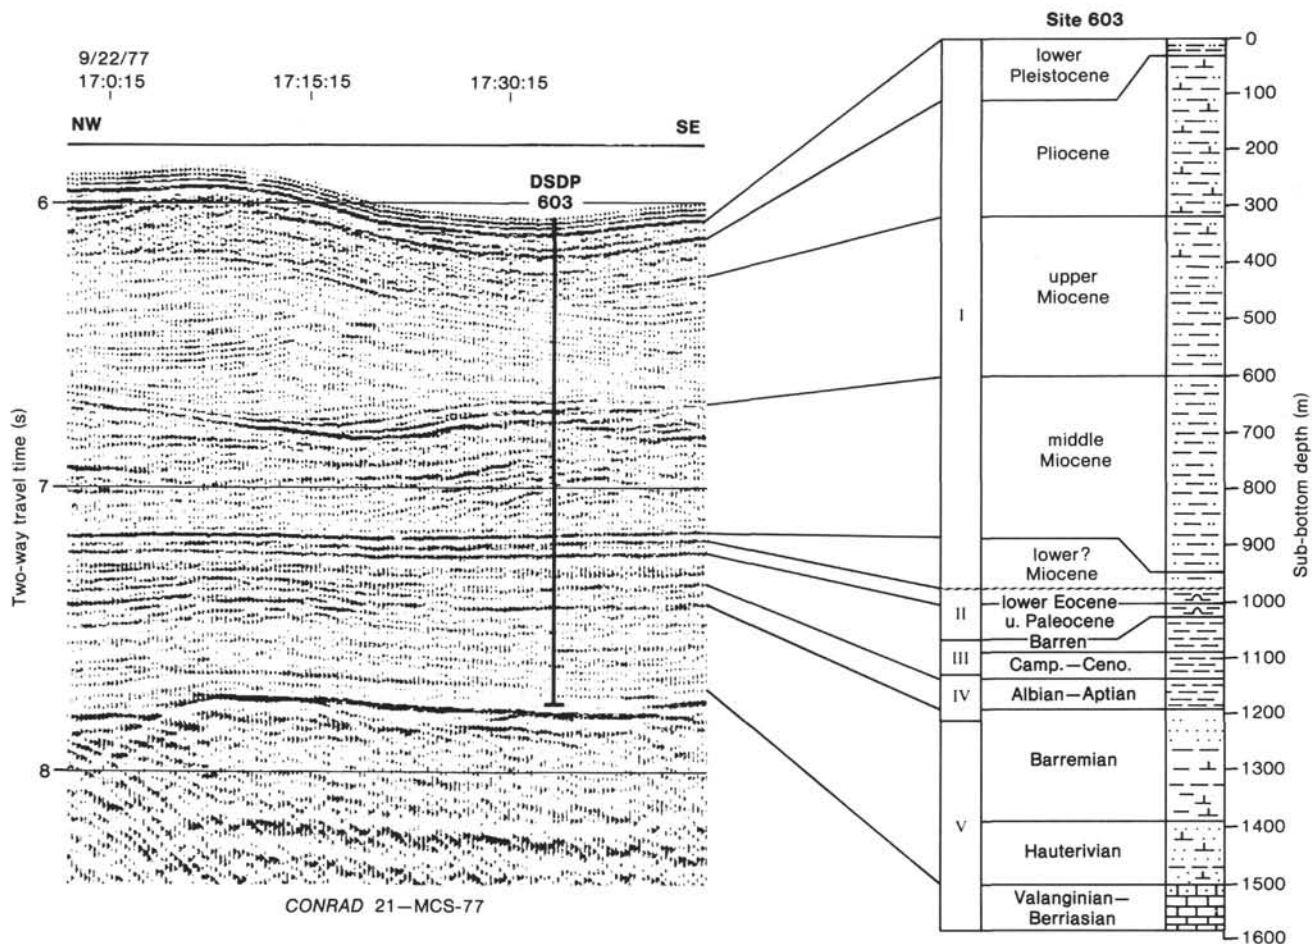 Site 603
9/22/77
17:0:15
17:15:15
17:30:15
NW
SE
DSDP
603
6
7
8
Two-way travel time (s)
CONRAD 21—MCS-77
I
II
III
IV
V
lower
Pleistocene
Pliocene
upper
Miocene
middle
Miocene
lower?
Miocene
lower Eocene
u. Paleocene
Barren
Camp.—Ceno.
Albian—Aptian
Barremian
Hauterivian
Valanginian—
Berriasian
0
100
200
300
400
500
600
700
800
900
1000
1100
1200
1300
1400
1500
1600
Sub-bottom depth (m)